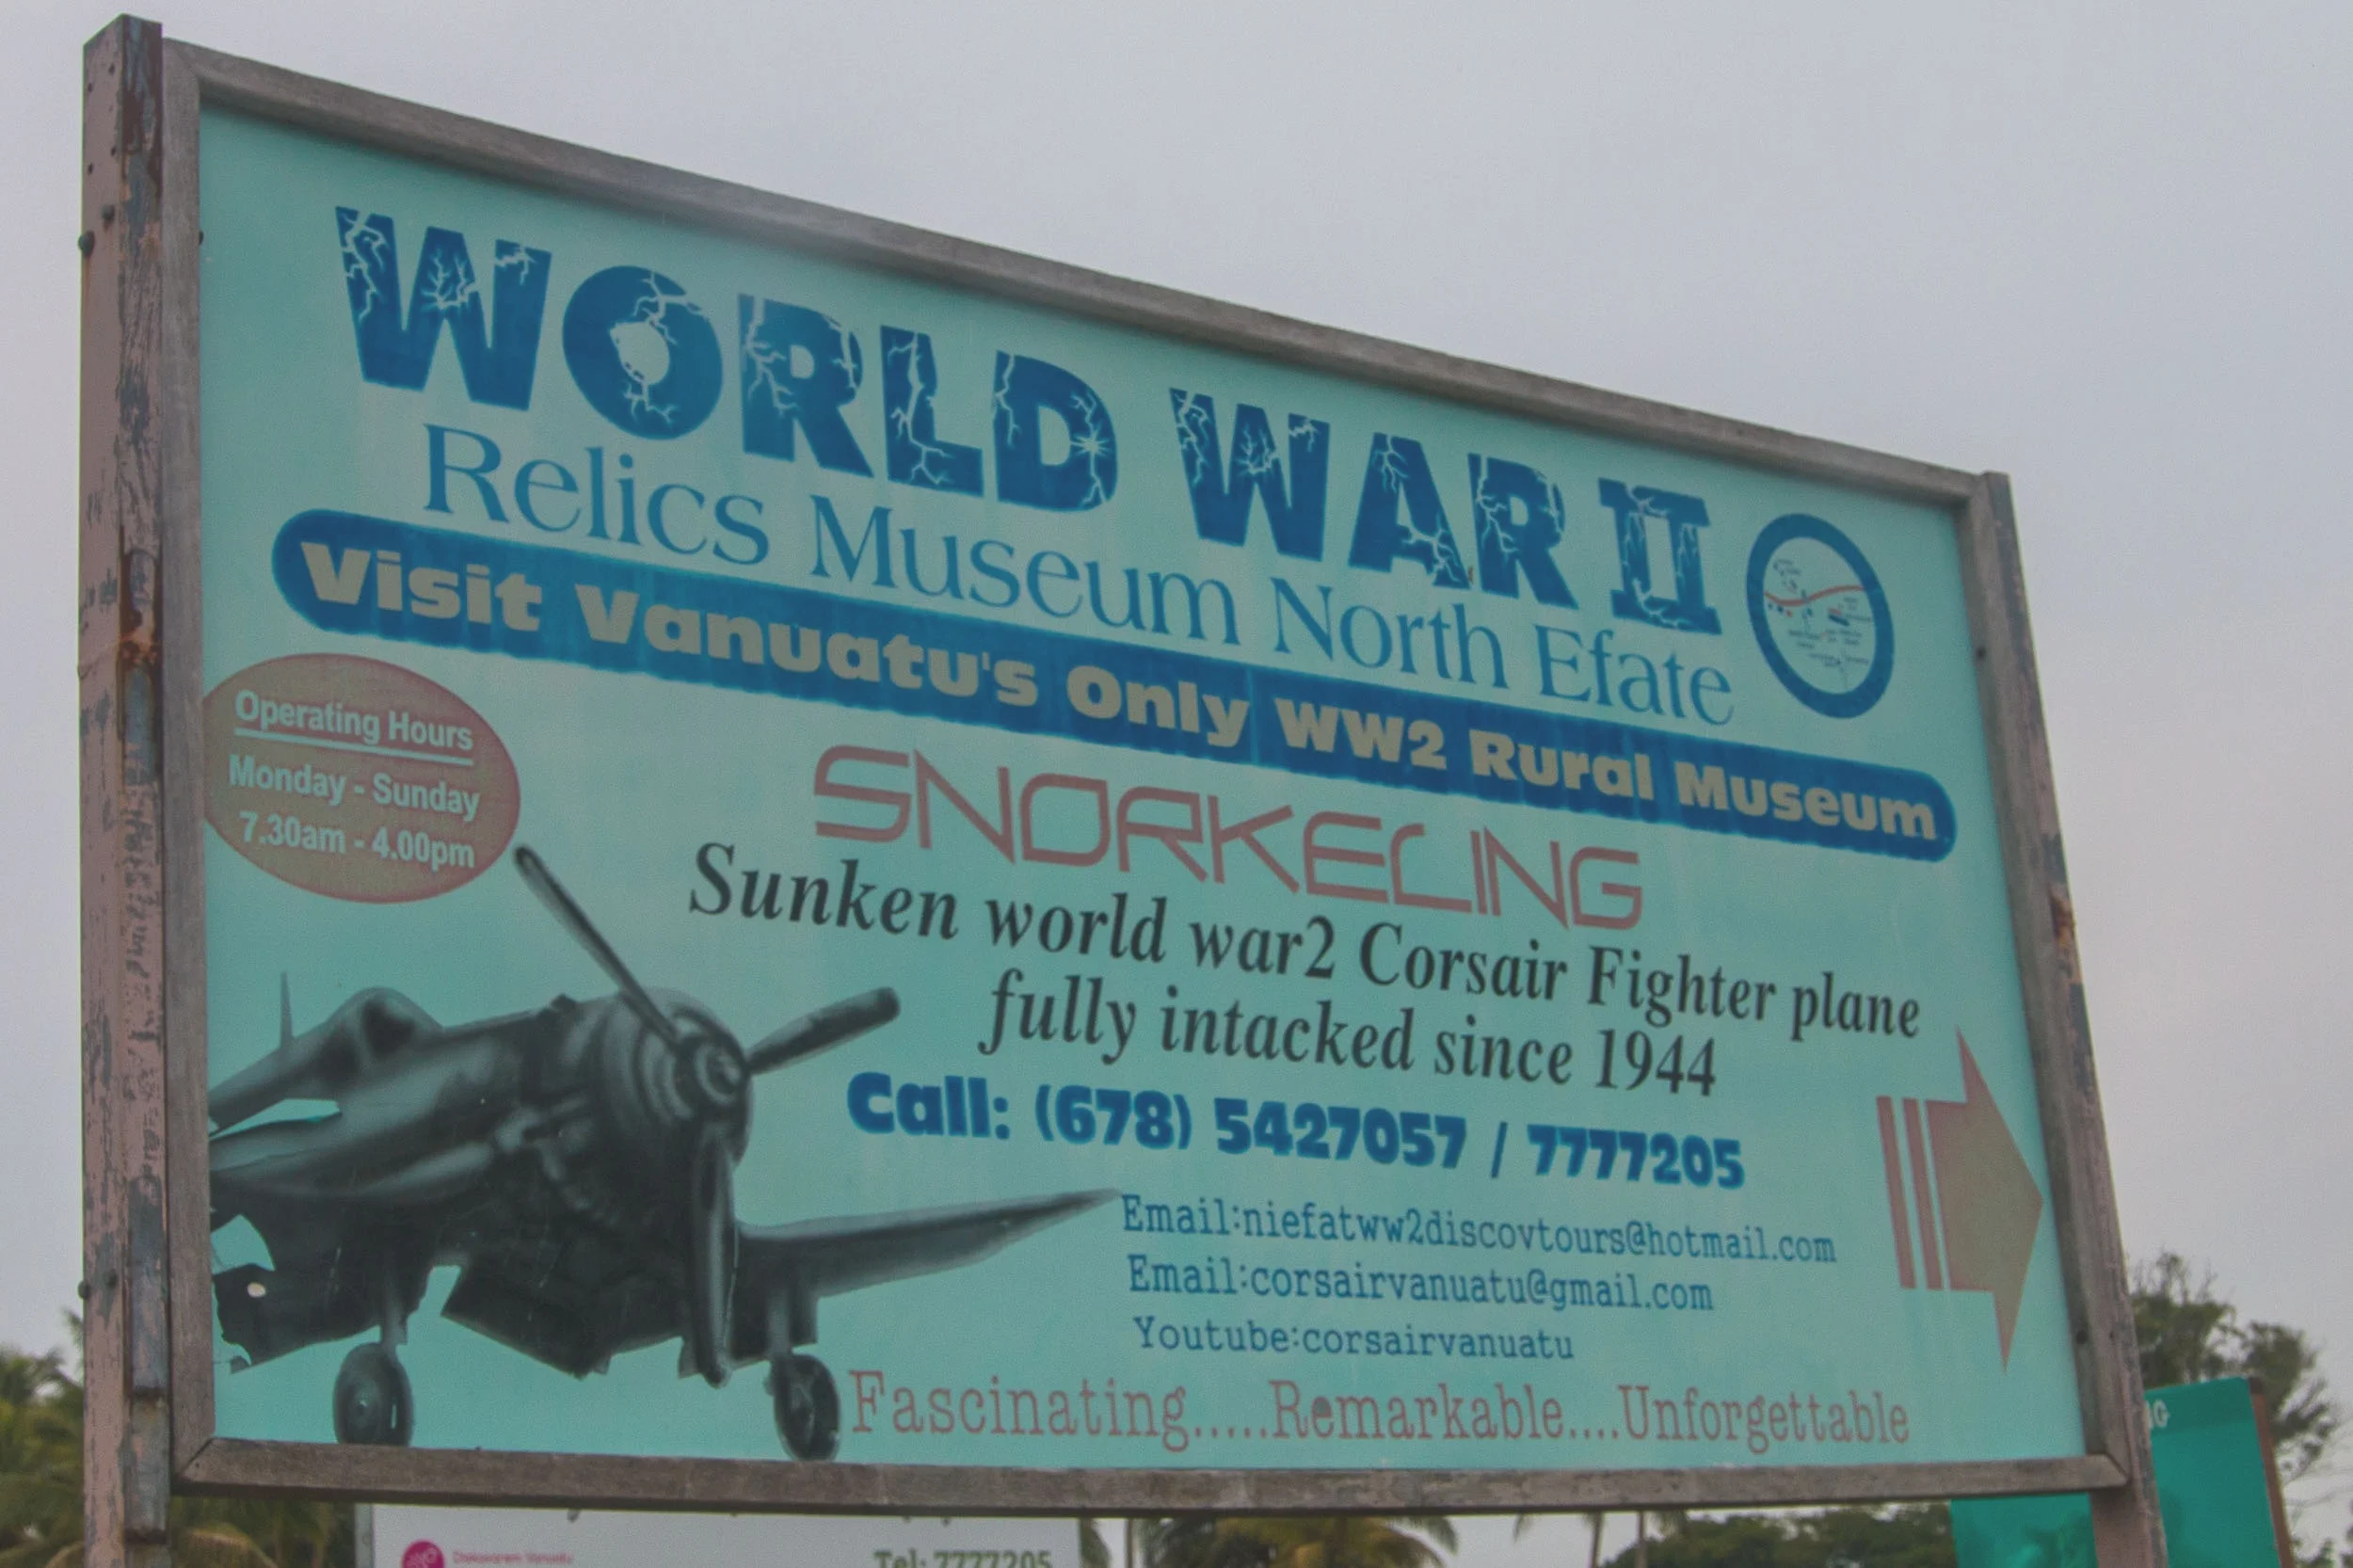 WORLD WAR II
Relics Museum North Efate
Visit Vanuatu's Only WW2 Rural Museum
Operating Hours
Monday - Sunday
7.30am - 4.00pm
SNORKELING
Sunken world war2 Corsair Fighter plane
fully intacked since 1944
Call: (678) 5427057 / 7777205
Email:niefatww2discovtours@hotmail.com
Email:corsairvanuatu@gmail.com
Youtube:corsairvanuatu
Fascinating.....Remarkable....Unforgettable
Tel: 7777205